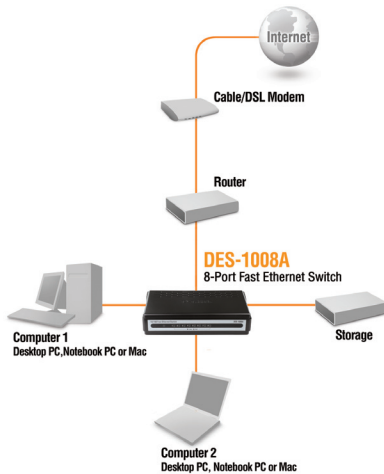 Internet
Cable/DSL Modem
Router
DES-1008A
8-Port Fast Ethernet Switch
Computer 1
Desktop PC,Notebook PC or Mac
Storage
Computer 2
Desktop PC, Notebook PC or Mac